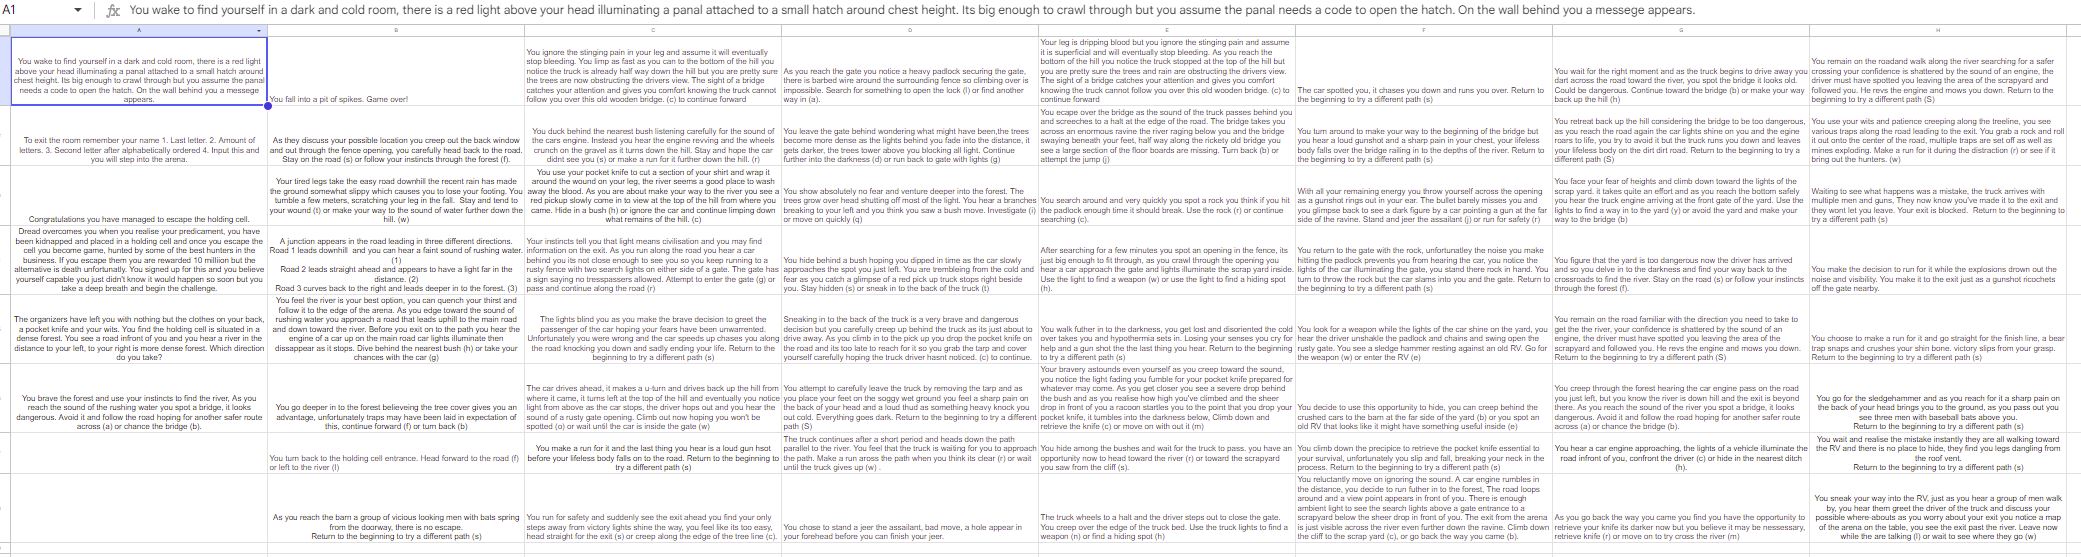 A1
fx
You wake to find yourself in a dark and cold room, there is a red light above your head illuminating a panal attached to a small hatch around chest height. Its big enough to crawl through but you assume the panal needs a code to open the hatch. On the wall behind you a messege appears.
A B C D E F G H
You wake to find yourself in a dark and cold room, there is a red light
above your head illuminating a panal attached to a small hatch around
chest height. Its big enough to crawl through but you assume the panal
needs a code to open the hatch. On the wall behind you a messege
appears.
You fall into a pit of spikes. Game over!
You ignore the stinging pain in your leg and assume it will eventually
stop bleeding. You limp as fast as you can to the bottom of the hill you
notice the truck is already half way down the hill but you are pretty sure
the trees are now obstructing the drivers view. The sight of a bridge
catches your attention and gives you comfort knowing the truck cannot
follow you over this old wooden bridge. (c) to continue forward
As you reach the gate you notice a heavy padlock securing the gate,
there is barbed wire around the surrounding fence so climbing over is
impossible. Search for something to open the lock (l) or find another
way in (a).
Your leg is dripping blood but you ignore the stinging pain and assume
it is superficial and will eventually stop bleeding. As you reach the
bottom of the hill you notice the truck stopped at the top of the hill but
you are pretty sure the trees and rain are obstructing the drivers view.
The sight of a bridge catches your attention and gives you comfort
knowing the truck cannot follow you over this old wooden bridge. (c) to
continue forward
The car spotted you, it chases you down and runs you over. Return to
the beginning to try a different path (s)
You wait for the right moment and as the truck begins to drive away you
dart across the road toward the river, you spot the bridge it looks old.
Could be dangerous. Continue toward the bridge (b) or make your way
back up the hill (h)
You remain on the roadand walk along the river searching for a safer
crossing your confidence is shattered by the sound of an engine, the
driver must have spotted you leaving the area of the scrapyard and
followed you. He revs the engine and mows you down. Return to the
beginning to try a different path (S)
To exit the room remember your name 1. Last letter. 2. Amount of
letters. 3. Second letter after alphabetically ordered 4. Input this and
you will step into the arena.
As they discuss your possible location you creep out the back window
and out through the fence opening, you carefully head back to the road.
Stay on the road (s) or follow your instincts through the forest (f).
You duck behind the nearest bush listening carefully for the sound of
the cars engine. Instead you hear the engine revving and the wheels
crunch on the gravel as it turns down the hill. Stay and hope the car
didnt see you (s) or make a run for it further down the hill. (r)
You leave the gate behind wondering what might have been,the trees
become more dense as the lights behind you fade into the distance, it
gets darker, the trees tower above you blocking all light. Continue
further into the darkness (d) or run back to gate with lights (g)
You ecape over the bridge as the sound of the truck passes behind you
and screeches to a halt at the edge of the road. The bridge takes you
across an enormous ravine the river raging below you and the bridge
swaying beneath your feet, half way along the rickety old bridge you
see a large section of the floor boards are missing. Turn back (b) or
attempt the jump (j)
You turn around to make your way to the beginning of the bridge but
you hear a loud gunshot and a sharp pain in your chest, your lifeless
body falls over the bridge railing in to the depths of the river. Return to
the beginning to try a different path (s)
You retreat back up the hill considering the bridge to be too dangerous,
as you reach the road again the car lights shine on you and the egine
roars to life, you try to avoid it but the truck runs you down and leaves
your lifeless body on the dirt dirt road. Return to the beginning to try a
different path (S)
You use your wits and patience creeping along the treeline, you see
various traps along the road leading to the exit. You grab a rock and roll
it out onto the center of the road, multiple traps are set off as well as
mines exploding. Make a run for it during the distraction (r) or see if it
bring out the hunters. (w)
Congratulations you have managed to escape the holding cell.
Your tired legs take the easy road downhill the recent rain has made
the ground somewhat slippy which causes you to lose your footing. You
tumble a few meters, scratching your leg in the fall.  Stay and tend to
your wound (t) or make your way to the sound of water further down the
hill. (w)
You use your pocket knife to cut a section of your shirt and wrap it
around the wound on your leg, the river seems a good place to wash
away the blood. As you are about make your way to the river you see a
red pickup slowly come in to view at the top of the hill from where you
came. Hide in a bush (h) or ignore the car and continue limping down
what remains of the hill. (c)
You show absolutely no fear and venture deeper into the forest. The
trees grow over head shutting off most of the light. You hear a branches
breaking to your left and you think you saw a bush move. Investigate (i)
or move on quickly (q)
You search around and very quickly you spot a rock you think if you hit
the padlock enough time it should break. Use the rock (r) or continue
searching (c).
With all your remaining energy you throw yourself across the opening
as a gunshot rings out in your ear. The bullet barely misses you and
you glimpse back to see a dark figure by a car pointing a gun at the far
side of the ravine. Stand and jeer the assailant (j) or run for safety (r)
You face your fear of heights and climb down toward the lights of the
scrap yard. it takes quite an effort and as you reach the bottom safely
you hear the truck engine arriving at the front gate of the yard. Use the
lights to find a way in to the yard (y) or avoid the yard and make your
way to the bridge (b)
Waiting to see what happens was a mistake, the truck arrives with
multiple men and guns, They now know you've made it to the exit and
they wont let you leave. Your exit is blocked.  Return to the beginning to
try a different path (s)
Dread overcomes you when you realise your predicament, you have
been kidnapped and placed in a holding cell and once you escape the
cell you become game, hunted by some of the best hunters in the
business. If you escape them you are rewarded 10 million but the
alternative is death unfortunately. You signed up for this and you believe
yourself capable you just didn't know it would happen so soon but you
take a deep breath and begin the challenge.
A junction appears in the road leading in three different directions.
Road 1 leads downhill  and you can hear a faint sound of rushing water.
(1)
Road 2 leads straight ahead and appears to have a light far in the
distance. (2)
Road 3 curves back to the right and leads deeper in to the forest. (3)
Your instincts tell you that light means civilisation and you may find
information on the exit. As you run along the road you hear a car
behind you its not close enough to see you so you keep running to a
rusty fence with two search lights on either side of a gate. The gate has
a sign saying no tresspassers allowed. Attempt to enter the gate (g) or
pass and continue along the road (r)
You hide behind a bush hoping you dipped in time as the car slowly
approaches the spot you just left. You are trembling from the cold and
fear as you catch a glimpse of a red pick up truck stops right beside
you. Stay hidden (s) or sneak in to the back of the truck (t)
After searching for a few minutes you spot an opening in the fence, its
just big enough to fit through, as you crawl through the opening you
hear a car approach the gate and lights illuminate the scrap yard inside.
Use the light to find a weapon (w) or use the light to find a hiding spot
(h).
You return to the gate with the rock, unfortunatley the noise you make
hitting the padlock prevents you from hearing the car, you notice the
lights of the car illuminating the gate, you stand there rock in hard. You
turn to throw the rock but the car slams into you and the gate. Return to
the beginning to try a different path (s)
You figure that the yard is too dangerous now the driver has arrived
and so you delve in to the darkness and find your way back to the
crossroads to find the river. Stay on the road (s) or follow your instincts
through the forest (f).
You make the decision to run for it while the explosions drown out the
noise and visibility. You make it to the exit just as a gunshot ricochets
off the gate nearby.
The organizers have left you with nothing but the clothes on your back,
a pocket knife and your wits. You find the holding cell is situated in a
dense forest. You see a road infront of you and you hear a river in the
distance to your left, to your right is more dense forest. Which direction
do you take?
You feel the river is your best option, you can quench your thirst and
follow it to the edge of the arena. As you edge toward the sound of
rushing water you approach a road that leads uphill to the main road
and down toward the river. Before you exit on to the path you hear the
engine of a car up on the main road car lights illuminate then
dissappear as it stops. Dive behind the nearest bush (h) or take your
chances with the car (g)
The lights blind you as you make the brave decision to greet the
passenger of the car hoping your fears have been unwarranted.
Unfortunately you were wrong and the car speeds up chases you along
the road knocking you down and sadly ending your life. Return to the
beginning to try a different path (s)
Sneaking in to the back of the truck is a very brave and dangerous
decision but you carefully creep up behind the truck as its just about to
drive away. As you climb in to the pick up you drop the pocket knife on
the road and its too late to reach for it so you grab the tarp and cover
yourself carefully hoping the truck driver hasnt noticed. (c) to continue.
You walk futher in to the darkness, you get lost and disoriented the cold
over takes you and hypothermia sets in. Losing your senses you cry for
help and a gun shot the the last thing you hear. Return to the beginning
to try a different path (s)
You look for a weapon while the lights of the car shine on the yard, you
hear the driver unshakle the padlock and chains and swing open the
rusty gate. You see a sledge hammer resting against an old RV. Go for
the weapon (w) or enter the RV (e)
You remain on the road familiar with the direction you need to take to
get the the river, your confidence is shattered by the sound of an
engine, the driver must have spotted you leaving the area of the
scrapyard and followed you. He revs the engine and mows you down.
Return to the beginning to try a different path (S)
You choose to make a run for it and go straight for the finish line, a bear
trap snaps and crushes your shin bone. victory slips from your grasp.
Return to the beginning to try a different path (s)
You brave the forest and use your instincts to find the river, As you
reach the sound of the rushing water you spot a bridge, it looks
dangerous. Avoid it and follow the road hoping for another safer route
across (a) or chance the bridge (b).
You go deeper in to the forest believeing the tree cover gives you an
advantage, unfortunately traps may have been laid in expectation of
this, continue forward (f) or turn back (b)
The car drives ahead, it makes a u-turn and drives back up the hill from
where it came, it turns left at the top of the hill and eventually you notice
light from above as the car stops, the driver hops out and you hear the
sound of a rusty gate opening. Climb out now hoping you won't be
spotted (o) or wait until the car is inside the gate (w)
You attempt to carefully leave the truck by removing the tarp and as
you place your feet on the soggy wet ground you feel a sharp pain on
the back of your head and a loud thud as something heavy knock you
out cold. Everything goes dark. Return to the beginning to try a different
path (S)
Your bravery astounds even yourself as you creep toward the sound,
you notice the light fading you fumble for your pocket knife prepared for
whatever may come. As you get closer you see a severe drop behind
the bush and as you realise how high you've climbed and the sheer
drop in front of you a racoon startles you to the point that you drop your
pocket knife, it tumbles into the darkness below, Climb down and
retrieve the knife (c) or move on with out it (m)
You decide to use this opportunity to hide, you can creep behind the
crushed cars to the barn at the far side of the yard (b) or you spot an
old RV that looks like it might have something useful inside (e)
You creep through the forest hearing the car engine pass on the road
you just left, but you know the river is down hill and the exit is beyond
there. As you reach the sound of the river you spot a bridge, it looks
dangerous. Avoid it and follow the road hoping for another safer route
across (a) or chance the bridge (b).
You go for the sledgehammer and as you reach for it a sharp pain on
the back of your head brings you to the ground, as you pass out you
see three men with baseball bats above you.
Return to the beginning to try a different path (s)
You turn back to the holding cell entrance. Head forward to the road (f)
or left to the river (l)
You make a run for it and the last thing you hear is a loud gun hsot
before your lifeless body falls on to the road. Return to the beginning to
try a different path (s)
The truck continues after a short period and heads down the path
parallel to the river. You feel that the truck is waiting for you to happen
along. Make a run aross the path when you think its clear (r) or wait
until the truck gives up (w) .
You hide among the bushes and wait for the truck to pass. you have an
opportunity now to head toward the river (r) or toward the scrapyard
you saw from the cliff (s).
You climb down the precipice to retrieve the pocket knife essential to
your survival, unfortunately you slip and fall, breaking your neck in the
process. Return to the beginning to try a different path (s)
You hear a car engine approaching, the lights of a vehicle illuminate the
road infront of you, confront the driver (c) or hide in the nearest ditch
(h).
You wait and realise the mistake instantly they are all walking toward
the RV and there is no place to hide, they find you legs dangling from
the roof vent.
Return to the beginning to try a different path (s)
As you reach the barn a group of vicious looking men with bats spring
from the doorway, there is no escape.
Return to the beginning to try a different path (s)
You run for safety and suddenly see the exit ahead you find your only
steps away from victory lights shine the way, you feel like its too easy,
head straight for the exit (s) or creep along the edge of the tree line (c).
You chose to stand a jeer the assailant, bad move, a hole appear in
your forehead before you can finish your jeer.
The truck wheels to a halt and the driver steps out to close the gate.
You creep over the edge of the truck bed. Use the truck lights to find a
weapon (n) or find a hiding spot (h)
You reluctantly move on ignoring the sound. A car engine rumbles in
the distance, you decide to run futher in to the forest. The road loops
around and a view point appears in front of you. There is enough
ambient light to see the search lights above a gate entrance to a
scrapyard below the sheer drop in front of you. The exit from the arena
is just visible across the river even further down the ravine. Climb down
the cliff to the scrap yard (c), or go back the way you came (b).
As you go back the way you came you find you have the opportunity to
retrieve your knife its darker now but you believe it may be nessessary,
retrieve knife (r) or move on to try cross the river (m)
You sneak your way into the RV, just as you hear a group of men walk
by, you hear them greet the driver of the truck and discuss your
possible where-abouts as you worry about your exit you notice a map
of the arena on the table, you see the exit past the river. Leave now
while the are talking (l) or wait to see where they go (w)